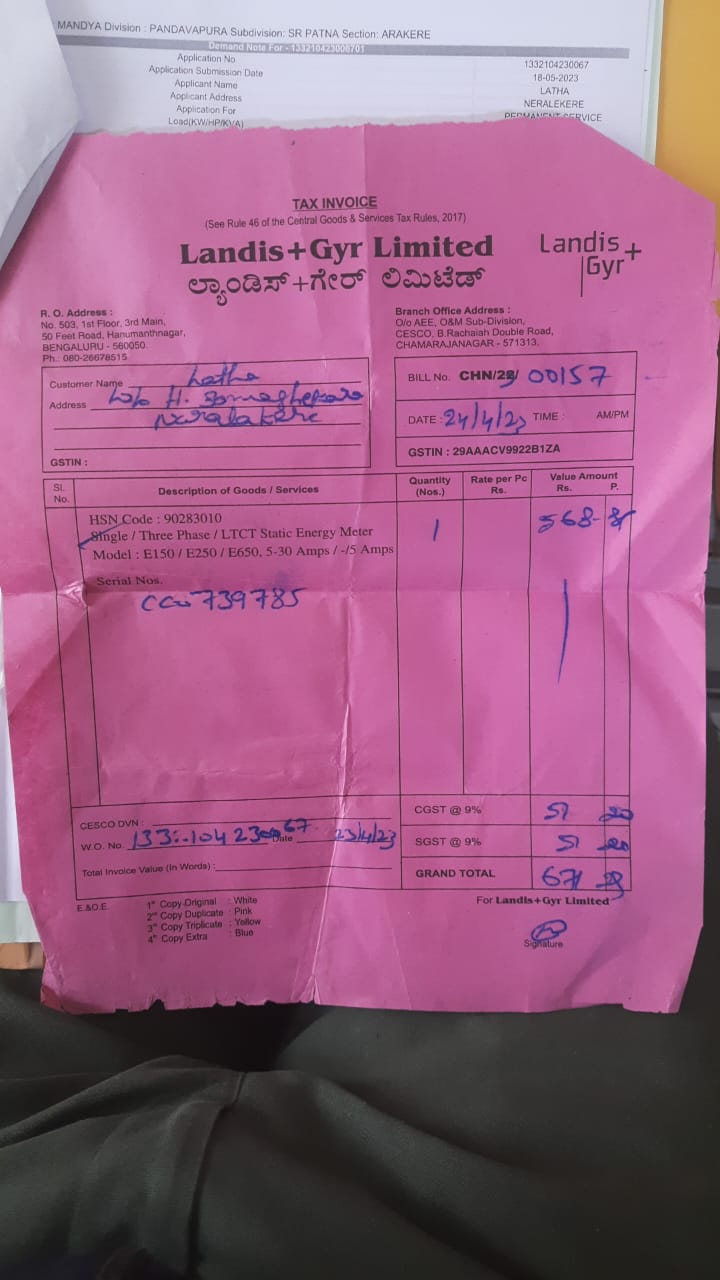 MANDYA Division : PANDAVAPURA Subdivision: SR PATNA Section: ARAKERE
Demand Note For - 133210423006701
Application No 1332104230067
Application Submission Date 18-05-2023
Applicant Name LATHA
Applicant Address NERALEKERE
Application For PERMANENT SERVICE
Load(KW/HP/KVA)
TAX INVOICE
(See Rule 46 of the Central Goods & Services Tax Rules, 2017)
Landis+Gyr Limited
ಲ್ಯಾಂಡಿಸ್+ಗೇರ್ ಲಿಮಿಟೆಡ್
Landis+
Gyr
R. O. Address :
No. 503, 1st Floor, 3rd Main,
50 Feet Road, Hanumanthnagar,
BENGALURU - 560050.
Ph.: 080-26678515
Branch Office Address :
O/o AEE, O&M Sub-Division,
CESCO, B.Rachaiah Double Road,
CHAMARAJANAGAR - 571313.
Customer Name Latha
Address W/o H.
Neralakere
GSTIN :
BILL No. CHN/23/ 00157
DATE : 24/4/23 TIME : AM/PM
GSTIN : 29AAACV9922B1ZA
Sl. No. Description of Goods / Services Quantity (Nos.) Rate per Pc Rs. Value Amount Rs. P.
HSN Code : 90283010
Single / Three Phase / LTCT Static Energy Meter 1 568-
Model : E150 / E250 / E650, 5-30 Amps / -/5 Amps
Serial Nos.
739785
CESCO DVN :
W.O. No. Date 23/4/23
Total Invoice Value (In Words) :
CGST @ 9% 51 20
SGST @ 9% 51 20
GRAND TOTAL 671
E.&O.E.
1st Copy Original : White
2nd Copy Duplicate : Pink
3rd Copy Triplicate : Yellow
4th Copy Extra : Blue
For Landis+Gyr Limited
Signature